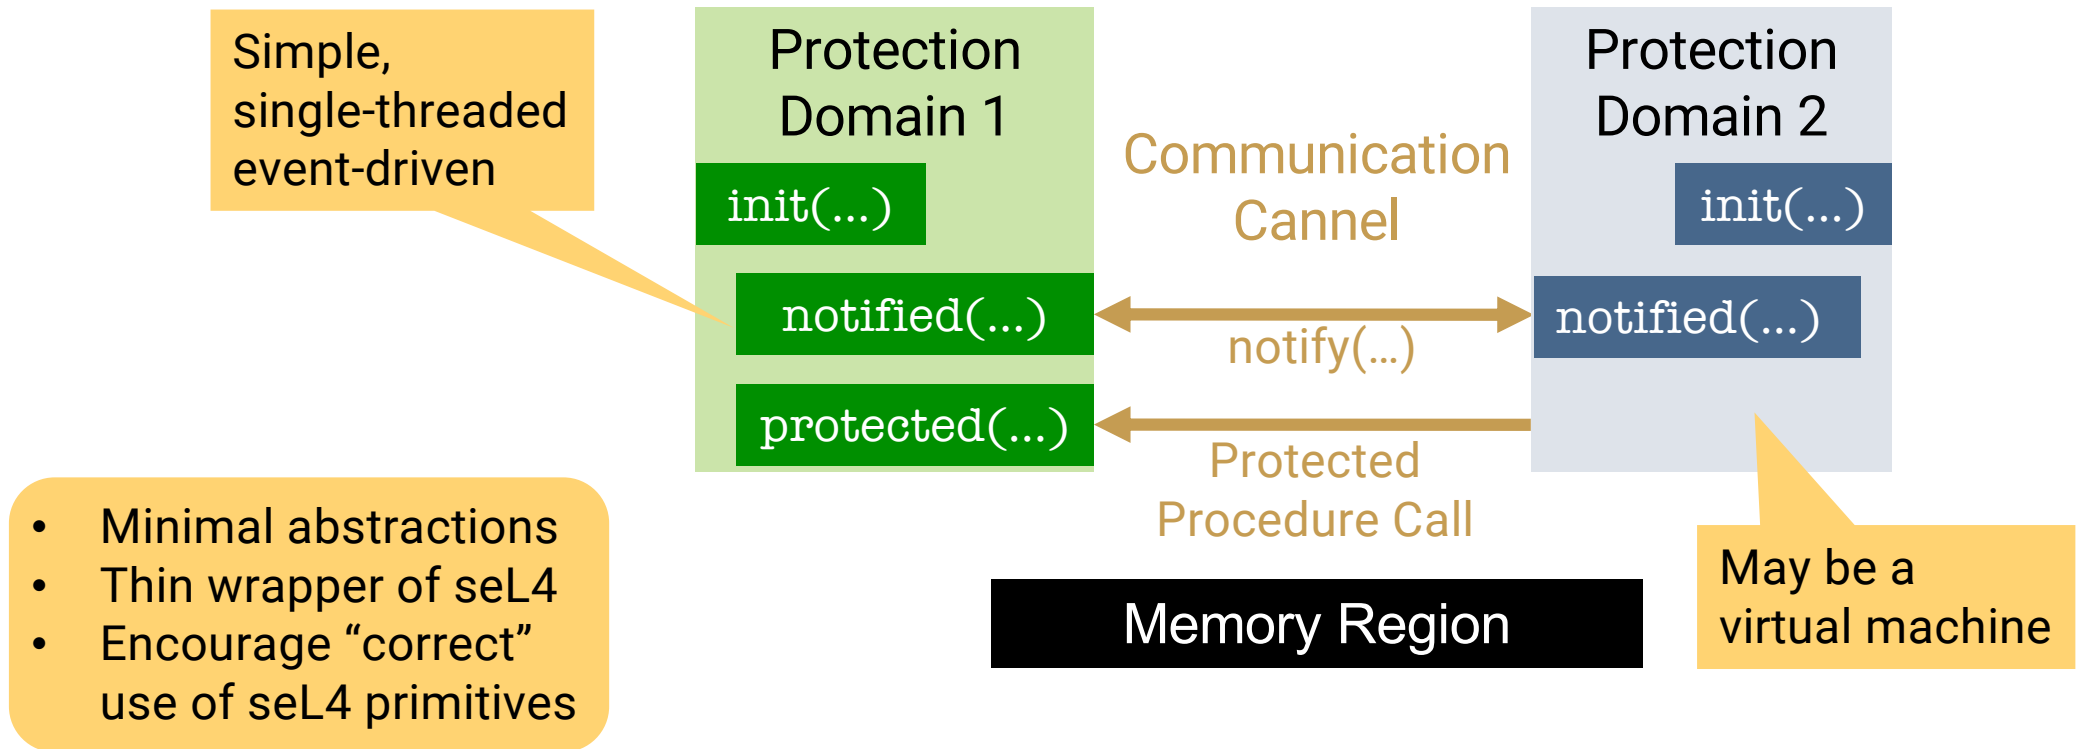 Simple,
single-threaded
event-driven
Protection
Domain 1
init(...)
notified(...)
protected(...)
Communication
Cannel
notify(...)
Protected
Procedure Call
Protection
Domain 2
init(...)
notified(...)
• Minimal abstractions
• Thin wrapper of seL4
• Encourage “correct”
use of seL4 primitives
Memory Region
May be a
virtual machine